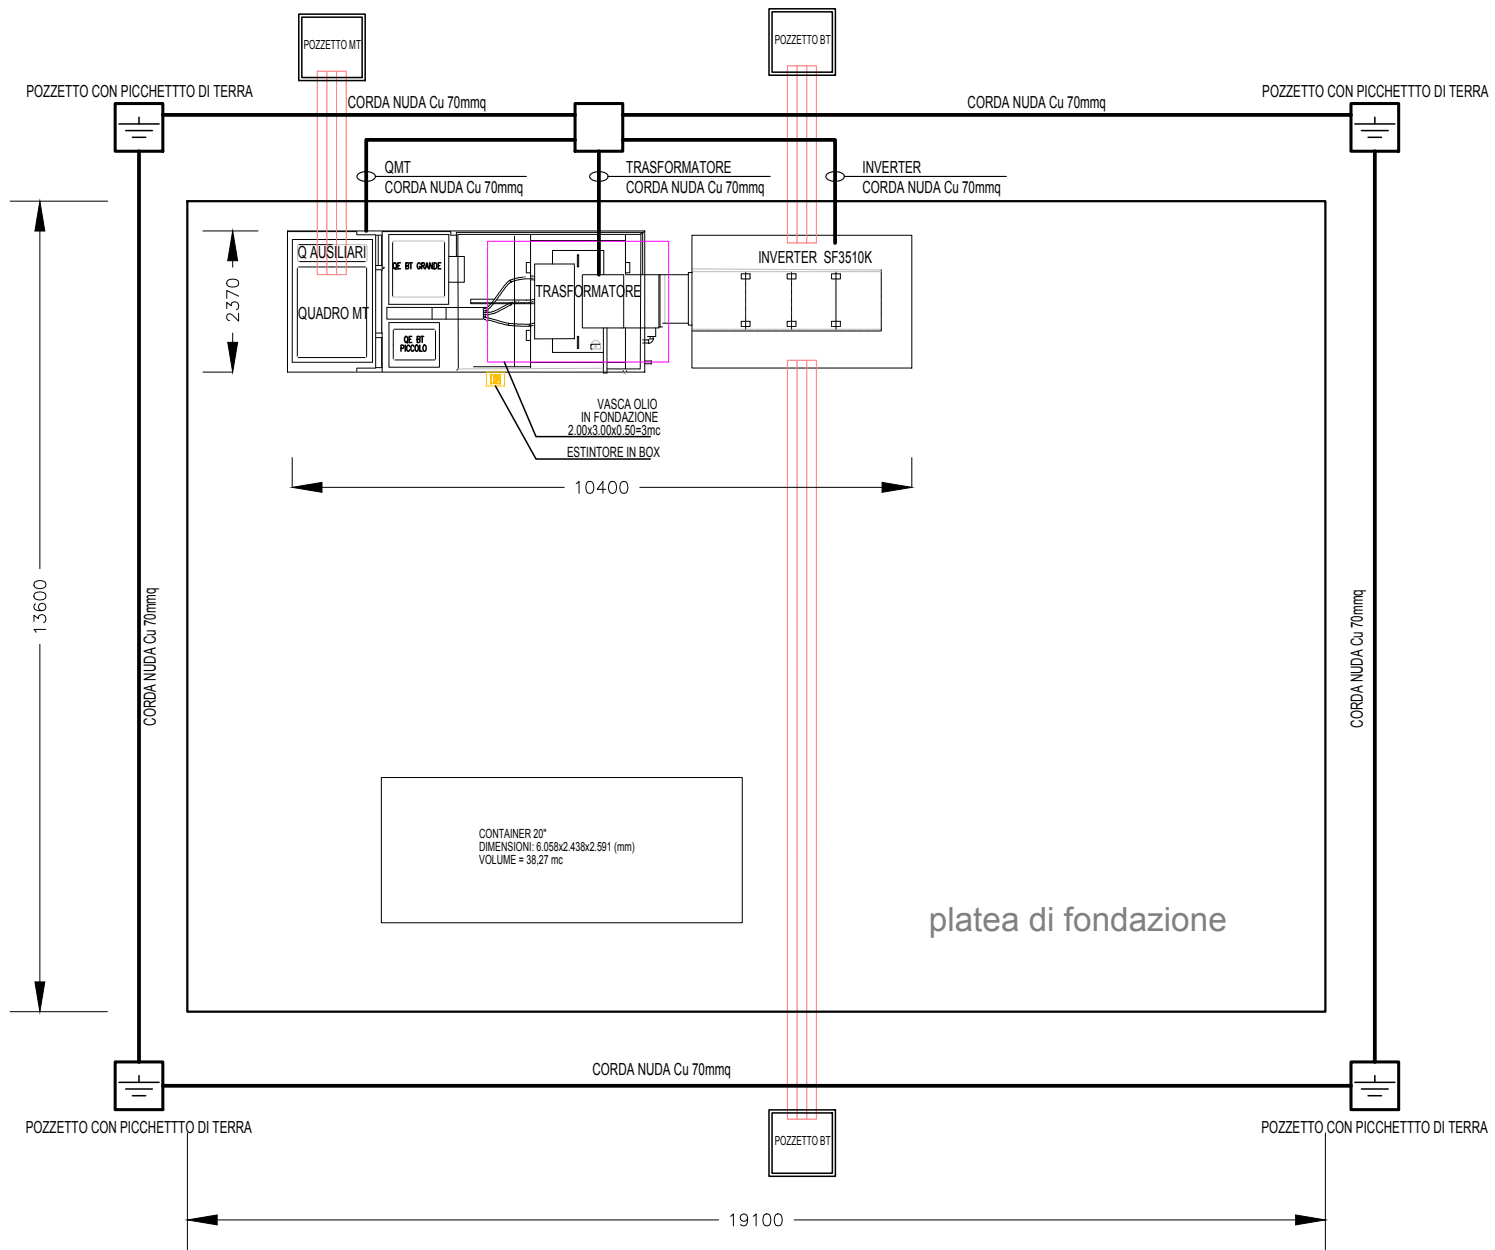 POZZETTO MT
POZZETTO BT
POZZETTO CON PICCHETTTO DI TERRA
CORDA NUDA Cu 70mmq
CORDA NUDA Cu 70mmq
POZZETTO CON PICCHETTTO DI TERRA
QMT
CORDA NUDA Cu 70mmq
TRASFORMATORE
CORDA NUDA Cu 70mmq
INVERTER
CORDA NUDA Cu 70mmq
Q AUSILIARI
QUADRO MT
QE BT GRANDE
QE BT
PICCOLO
TRASFORMATORE
INVERTER SF3510K
2370
VASCA OLIO
IN FONDAZIONE
2.00x3.00x0.50=3mc
ESTINTORE IN BOX
10400
13600
CORDA NUDA Cu 70mmq
CORDA NUDA Cu 70mmq
CONTAINER 20"
DIMENSIONI: 6.058x2.438x2.591 (mm)
VOLUME = 38,27 mc
platea di fondazione
CORDA NUDA Cu 70mmq
POZZETTO CON PICCHETTTO DI TERRA
POZZETTO BT
POZZETTO CON PICCHETTTO DI TERRA
19100